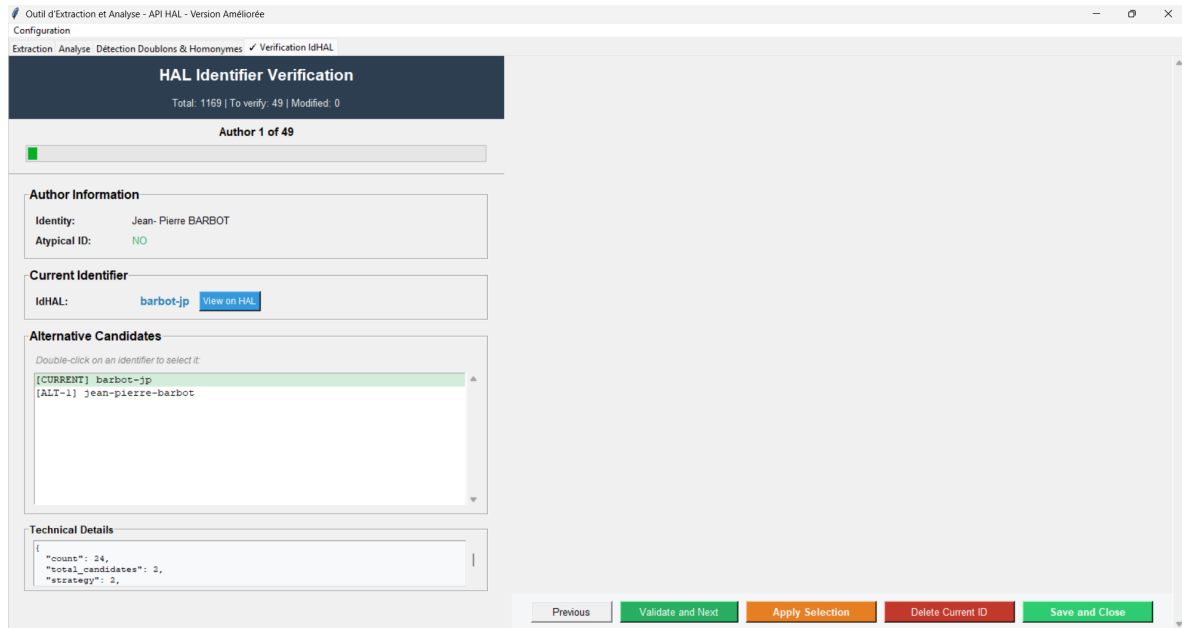 Outil d'Extraction et Analyse - API HAL - Version Améliorée
Configuration
Extraction Analyse Détection Doublons & Homonymes ✓ Verification IdHAL
HAL Identifier Verification
Total: 1169 | To verify: 49 | Modified: 0
Author 1 of 49
Author Information
Identity: Jean- Pierre BARBOT
Atypical ID: NO
Current Identifier
IdHAL: barbot-jp View on HAL
Alternative Candidates
Double-click on an identifier to select it:
[CURRENT] barbot-jp
[ALT-1] jean-pierre-barbot
Technical Details
{
"count": 24,
"total_candidates": 2,
"strategy": 2,
Previous Validate and Next Apply Selection Delete Current ID Save and Close